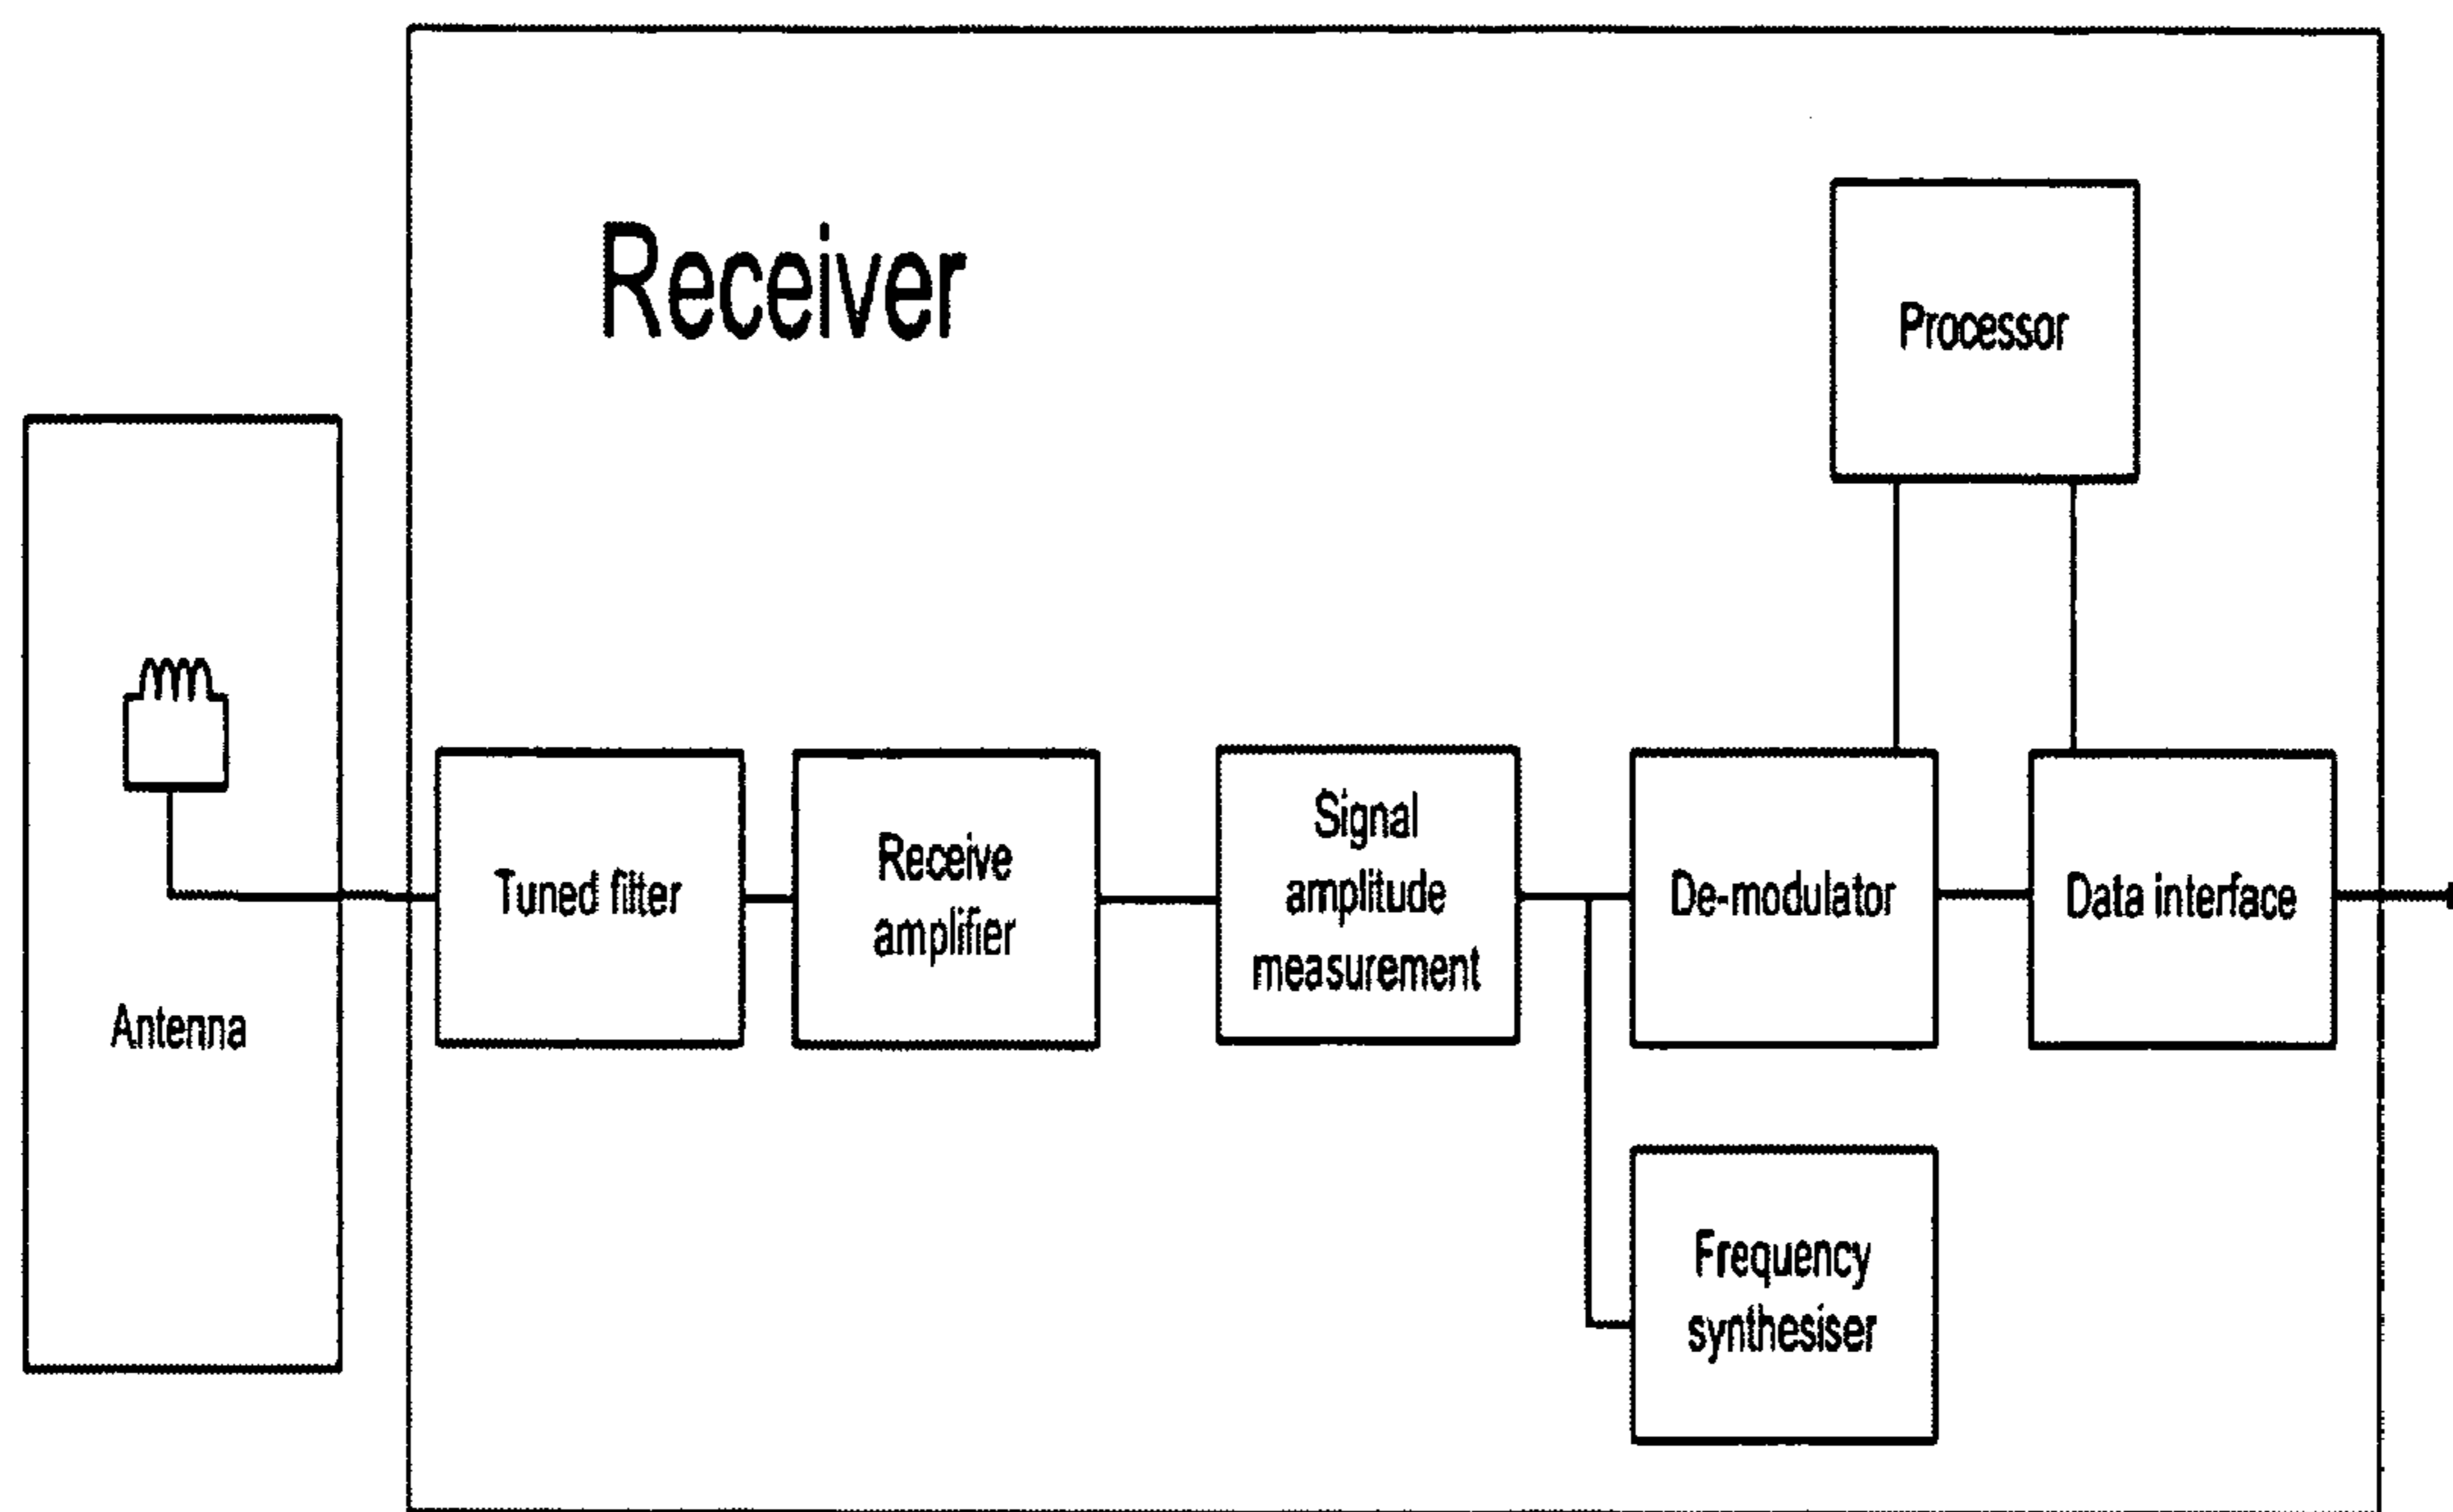 Receiver
Processor
Antenna
Tuned filter
Receive
amplifier
Signal
amplitude
measurement
De-modulator
Data interface
Frequency
synthesiser